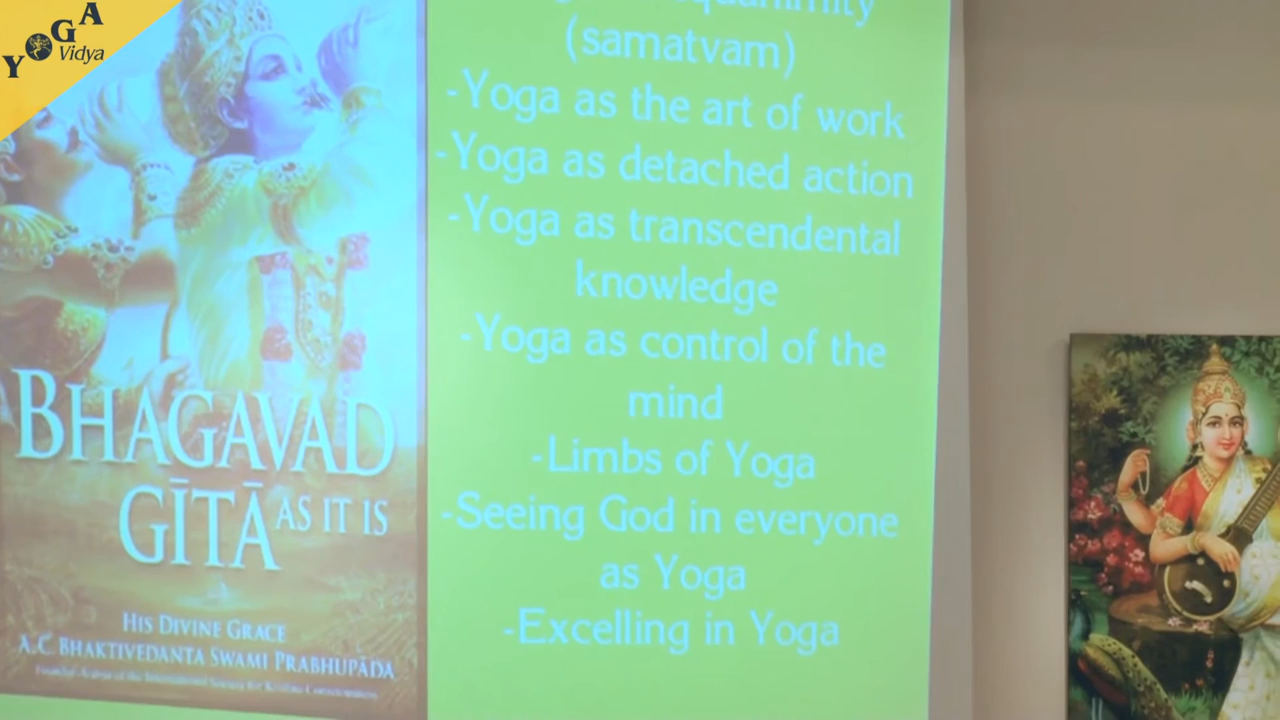 YOGA
Vidya
BHAGAVAD
GĪTĀ AS IT IS
HIS DIVINE GRACE
A.C. BHAKTIVEDANTA SWAMI PRABHUPĀDA
(samatvam)
-Yoga as the art of work
-Yoga as detached action
-Yoga as transcendental
knowledge
-Yoga as control of the
mind
-Limbs of Yoga
-Seeing God in everyone
as Yoga
-Excelling in Yoga